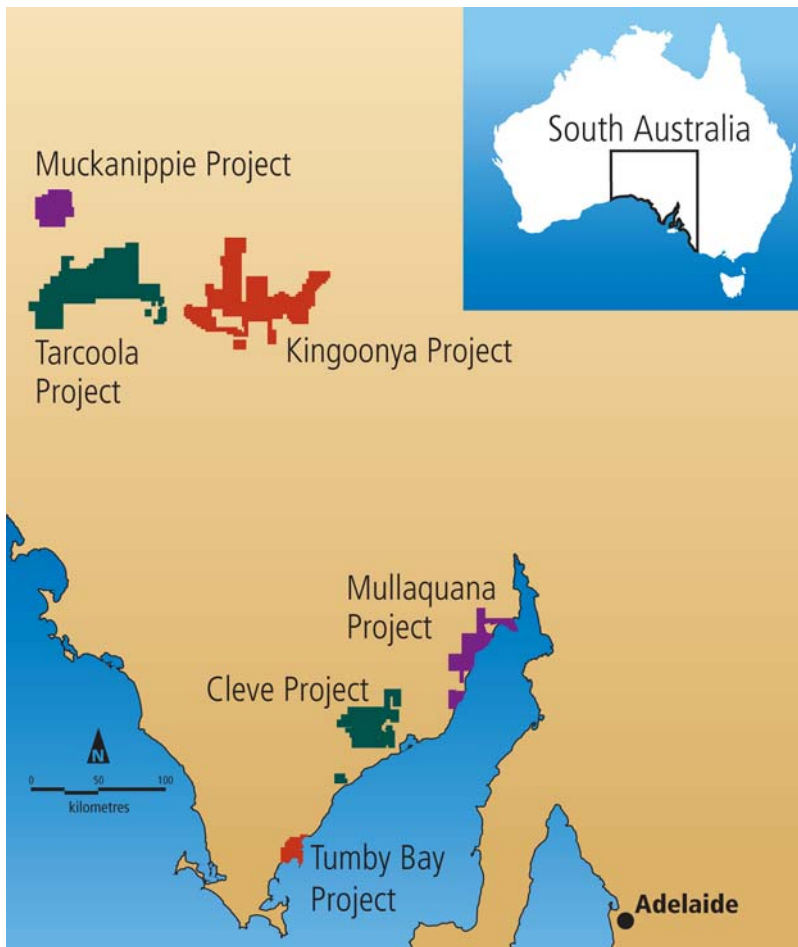 South Australia
Muckanippie Project
Tarcoola
Project
Kingoonya Project
Mullaquana
Project
Cleve Project
N
0 50 100
kilometres
Tumby Bay
Project
Adelaide